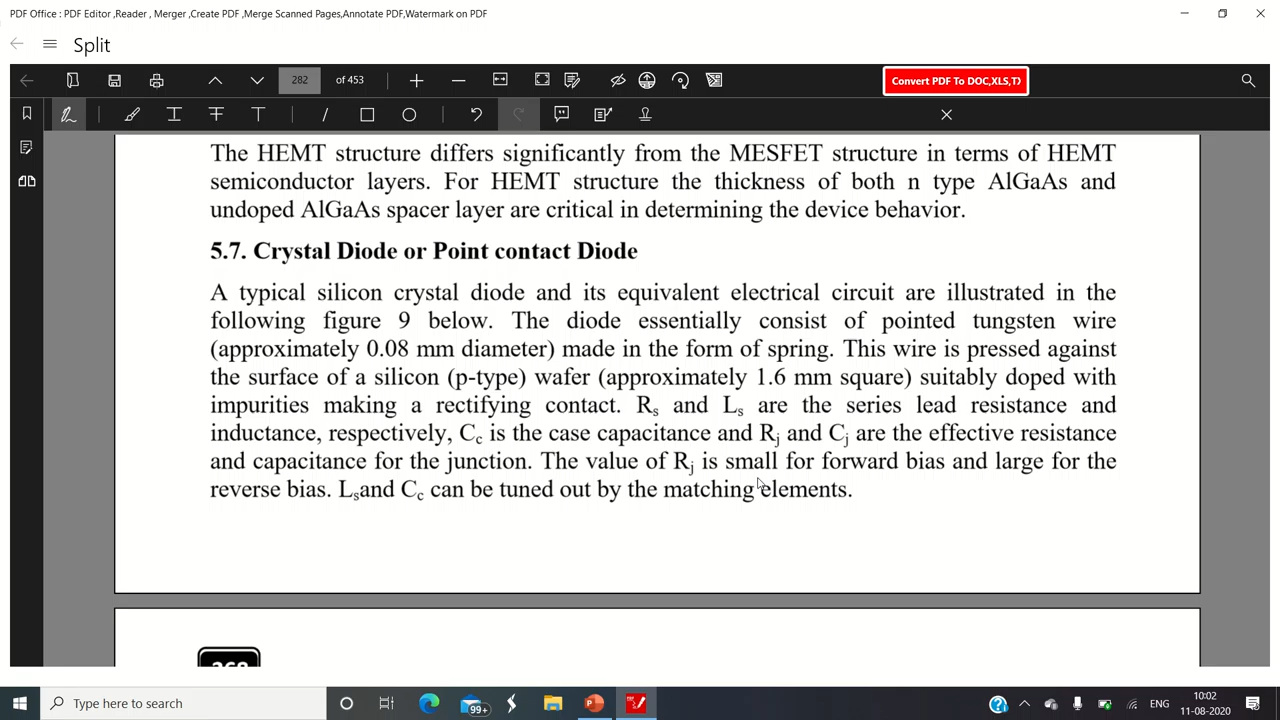 PDF Office : PDF Editor ,Reader , Merger ,Create PDF ,Merge Scanned Pages,Annotate PDF,Watermark on PDF
Split
282 of 453
Convert PDF To DOC,XLS,T)
The HEMT structure differs significantly from the MESFET structure in terms of HEMT
semiconductor layers. For HEMT structure the thickness of both n type AlGaAs and
undoped AlGaAs spacer layer are critical in determining the device behavior.
5.7. Crystal Diode or Point contact Diode
A typical silicon crystal diode and its equivalent electrical circuit are illustrated in the
following figure 9 below. The diode essentially consist of pointed tungsten wire
(approximately 0.08 mm diameter) made in the form of spring. This wire is pressed against
the surface of a silicon (p-type) wafer (approximately 1.6 mm square) suitably doped with
impurities making a rectifying contact. Rs and Ls are the series lead resistance and
inductance, respectively, Cc is the case capacitance and Rj and Cj are the effective resistance
and capacitance for the junction. The value of Rj is small for forward bias and large for the
reverse bias. Lsand Cc can be tuned out by the matching elements.
268
Type here to search
99+
ENG
10:02
11-08-2020